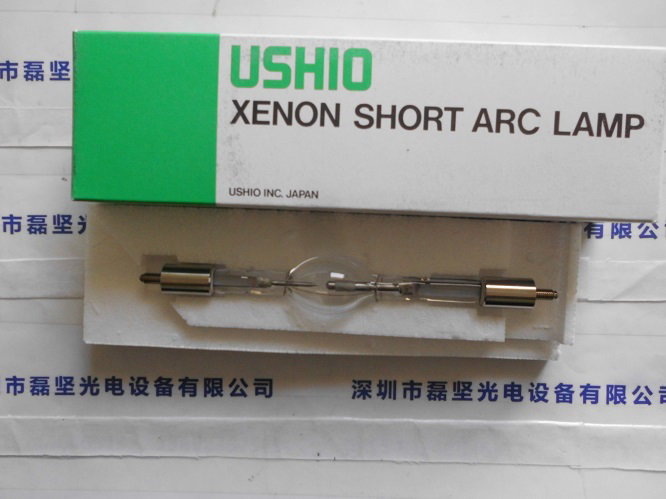 USHIO
XENON SHORT ARC LAMP
USHIO INC. JAPAN
市磊坚
市磊坚光
有限公司
市磊坚光电设备有限公司
深圳市磊坚光电设备有限公司